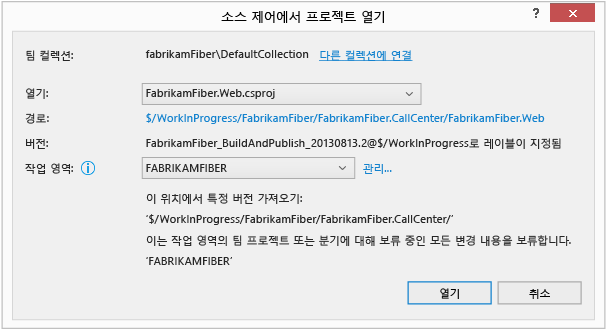 소스 제어에서 프로젝트 열기
?
팀 컬렉션: fabrikamFiber\DefaultCollection 다른 컬렉션에 연결
열기: FabrikamFiber.Web.csproj
경로: $/WorkInProgress/FabrikamFiber/FabrikamFiber.CallCenter/FabrikamFiber.Web
버전: FabrikamFiber_BuildAndPublish_20130813.2@$/WorkInProgress로 레이블이 지정됨
작업 영역: FABRIKAMFIBER 관리...
이 위치에서 특정 버전 가져오기:
'$/WorkInProgress/FabrikamFiber/FabrikamFiber.CallCenter/'
이는 작업 영역의 팀 프로젝트 또는 분기에 대해 보류 중인 모든 변경 내용을 보류합니다.
'FABRIKAMFIBER'
열기 취소